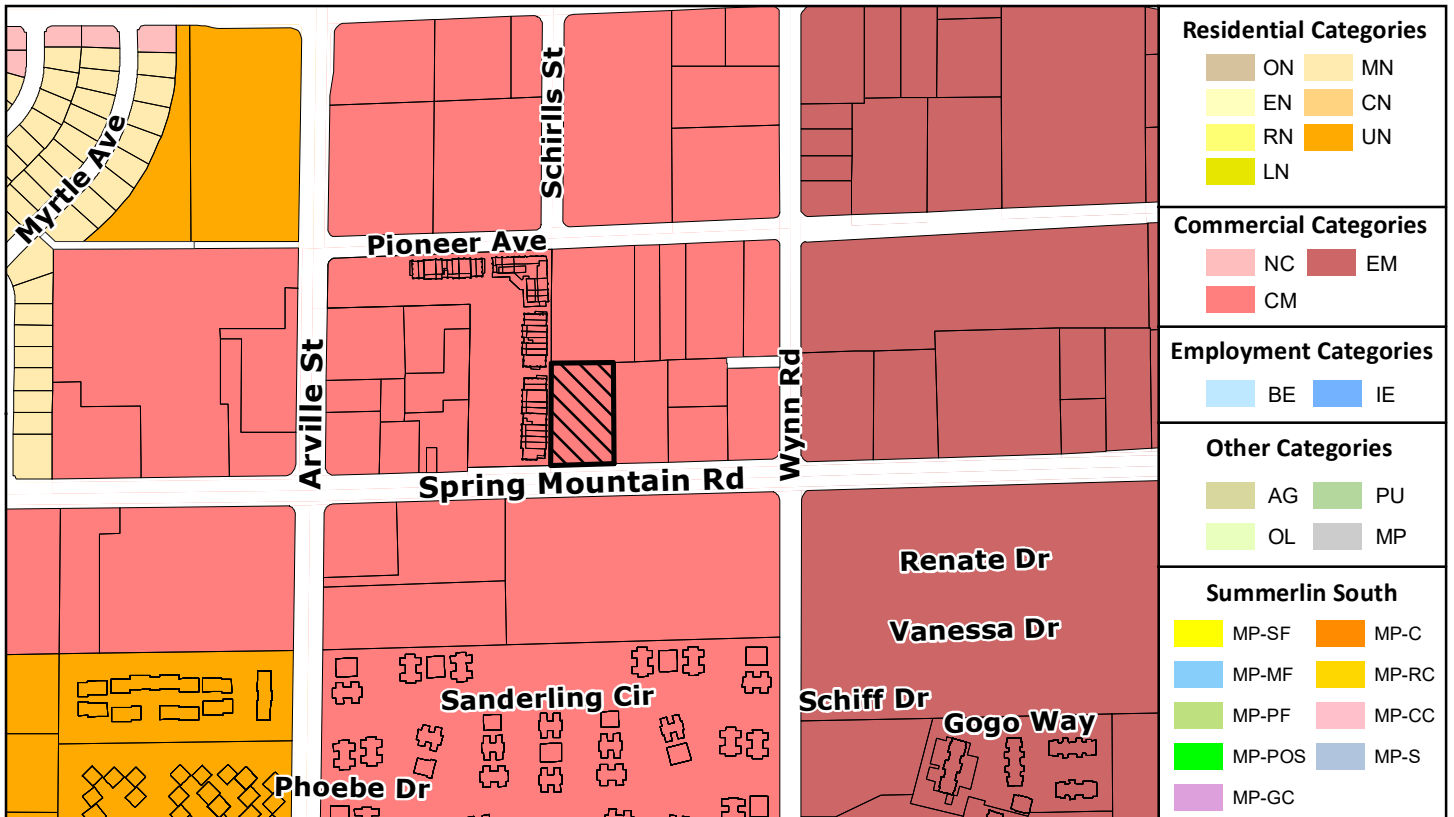 Myrtle Ave
Schirlls St
Pioneer Ave
Arville St
Wynn Rd
Spring Mountain Rd
Renate Dr
Vanessa Dr
Sanderling Cir
Schiff Dr
Gogo Way
Phoebe Dr
Residential Categories
ON MN
EN CN
RN UN
LN
Commercial Categories
NC EM
CM
Employment Categories
BE IE
Other Categories
AG PU
OL MP
Summerlin South
MP-SF MP-C
MP-MF MP-RC
MP-PF MP-CC
MP-POS MP-S
MP-GC